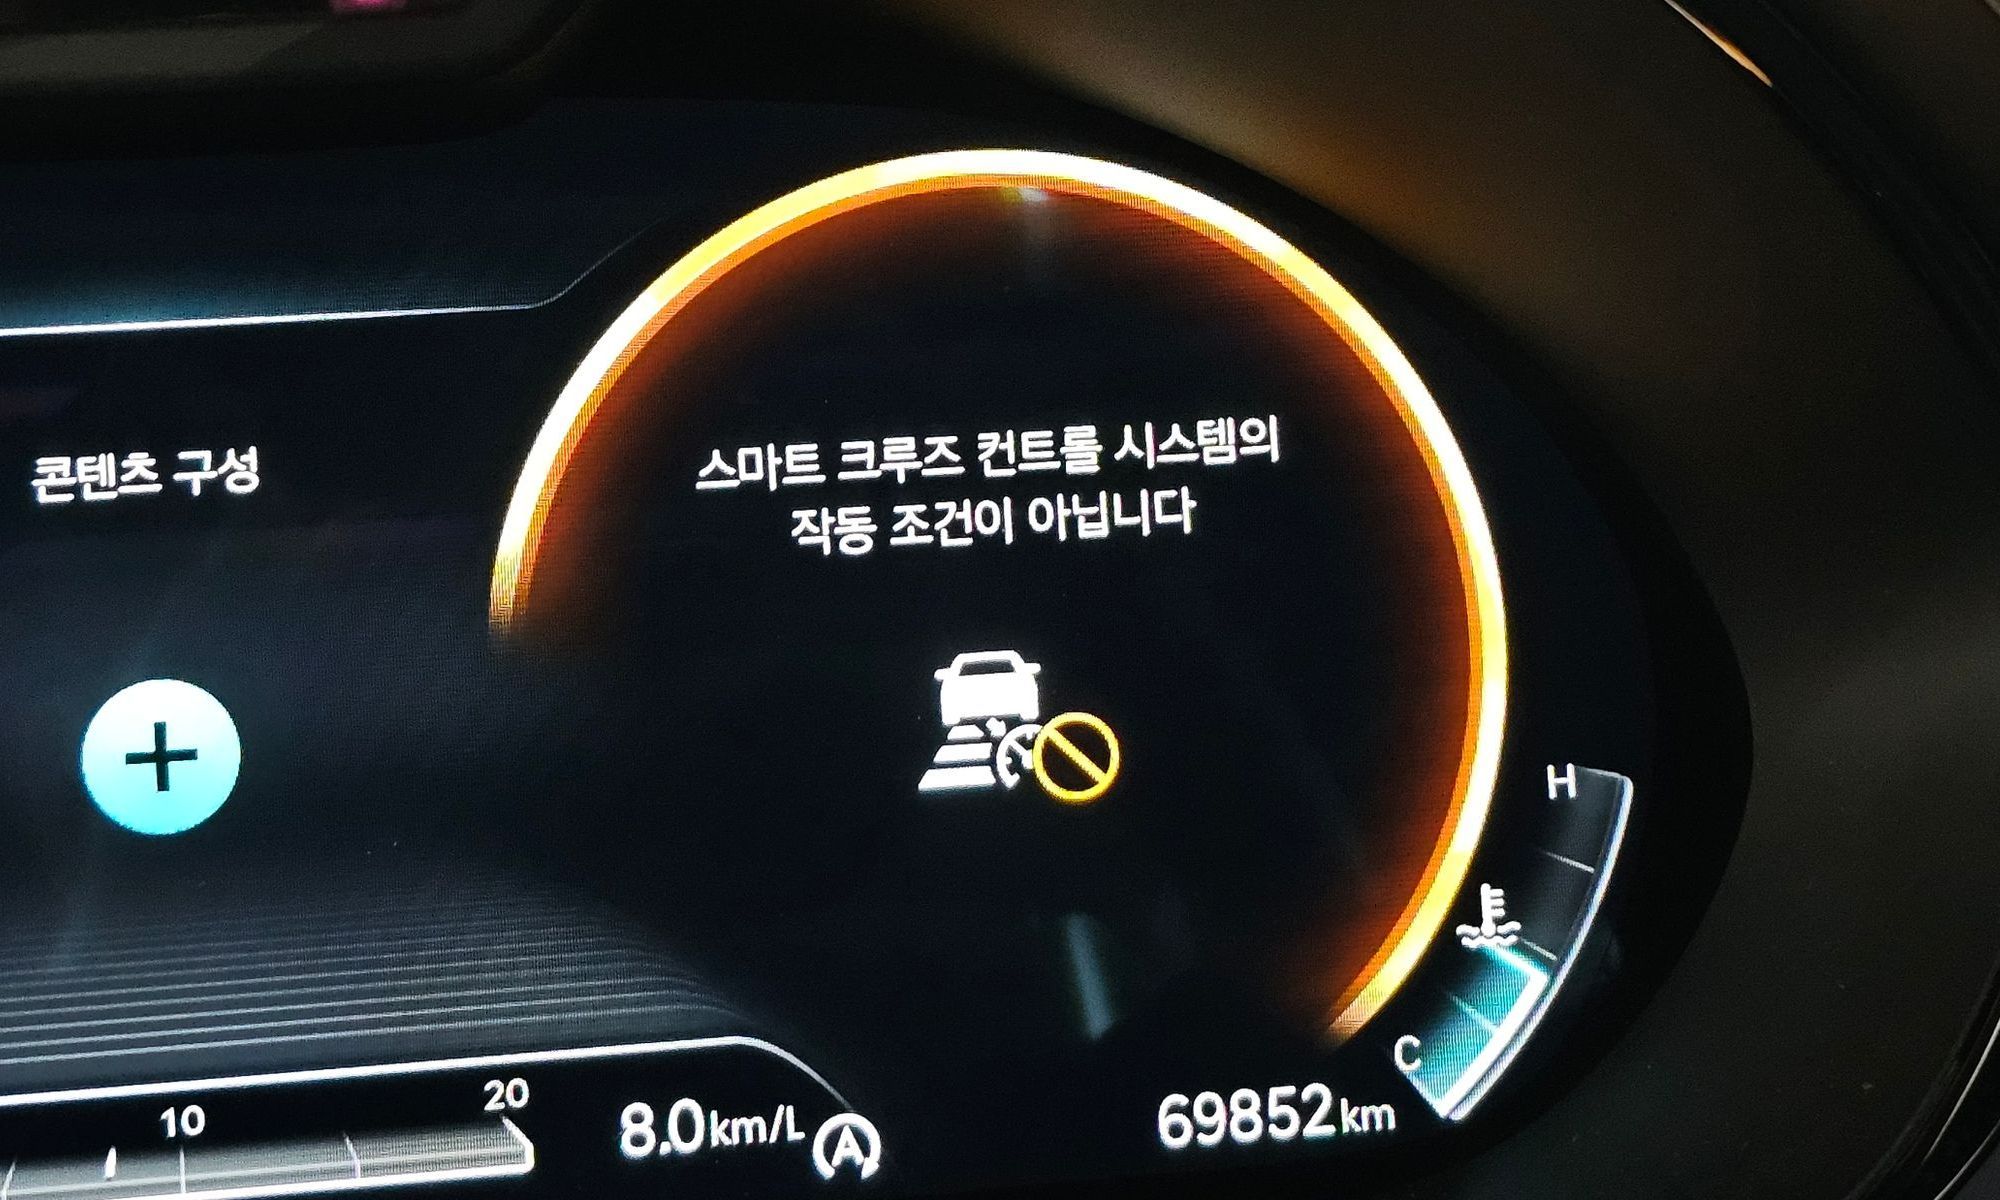 스마트 크루즈 컨트롤 시스템의
작동 조건이 아닙니다
콘텐츠 구성
+
H
C
10
20
8.0km/L
A
69852km